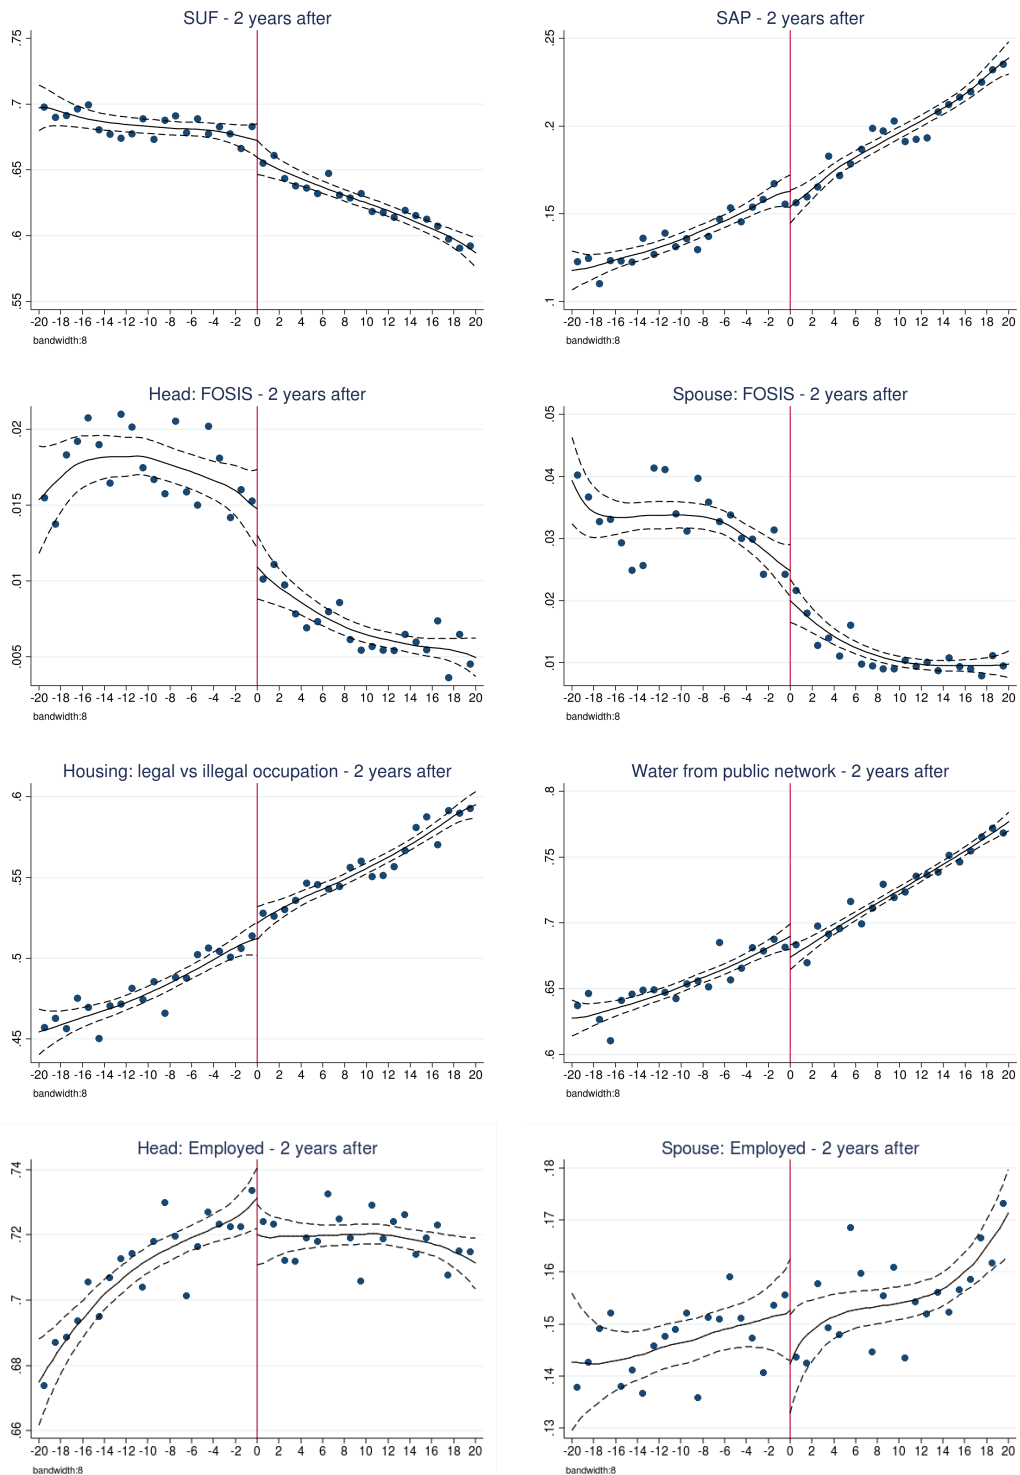 SUF - 2 years after
.75
.7
.65
.6
.55
-20 -18 -16 -14 -12 -10 -8 -6 -4 -2 0 2 4 6 8 10 12 14 16 18 20
bandwidth:8
SAP - 2 years after
.25
.2
.15
.1
-20 -18 -16 -14 -12 -10 -8 -6 -4 -2 0 2 4 6 8 10 12 14 16 18 20
bandwidth:8
Head: FOSIS - 2 years after
.02
.015
.01
.005
-20 -18 -16 -14 -12 -10 -8 -6 -4 -2 0 2 4 6 8 10 12 14 16 18 20
bandwidth:8
Spouse: FOSIS - 2 years after
.05
.04
.03
.02
.01
-20 -18 -16 -14 -12 -10 -8 -6 -4 -2 0 2 4 6 8 10 12 14 16 18 20
bandwidth:8
Housing: legal vs illegal occupation - 2 years after
.6
.55
.5
.45
-20 -18 -16 -14 -12 -10 -8 -6 -4 -2 0 2 4 6 8 10 12 14 16 18 20
bandwidth:8
Water from public network - 2 years after
.8
.75
.7
.65
.6
-20 -18 -16 -14 -12 -10 -8 -6 -4 -2 0 2 4 6 8 10 12 14 16 18 20
bandwidth:8
Head: Employed - 2 years after
.74
.72
.7
.68
.66
-20 -18 -16 -14 -12 -10 -8 -6 -4 -2 0 2 4 6 8 10 12 14 16 18 20
bandwidth:8
Spouse: Employed - 2 years after
.18
.17
.16
.15
.14
.13
-20 -18 -16 -14 -12 -10 -8 -6 -4 -2 0 2 4 6 8 10 12 14 16 18 20
bandwidth:8